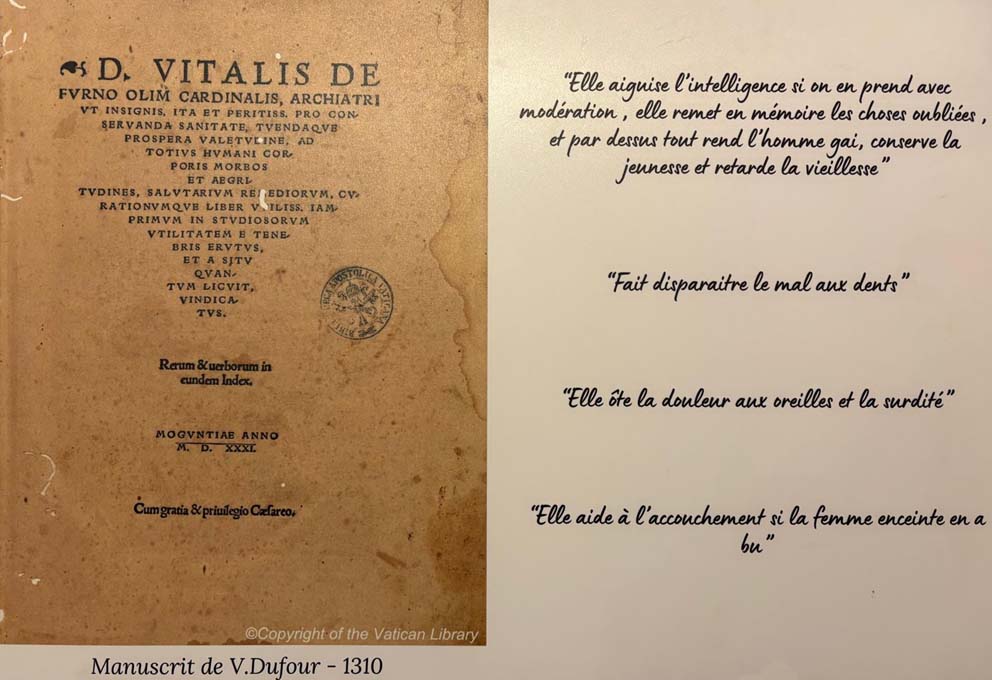 D. VITALIS DE
FVRNO OLIM CARDINALIS, ARCHIATRI
VT INSIGNIS, ITA ET PERITISS. PRO CON-
SERVANDA SANITATE, TVENDAQVE
PROSPERA VALETVDINE, AD
TOTIVS HVMANI COR-
PORIS MORBOS
ET AEGRI-
TVDINES, SALVTARIVM REMEDIORVM, CV-
RATIONVMQVE LIBER VTILISS. IAM-
PRIMVM IN STVDIOSORVM
VTILITATEM E TENE-
BRIS ERVTVS,
ET A SITV
QVAN-
TVM LICVIT,
VINDICA-
TVS.
Rerum & uerborum in
eundem Index.
MOGVNTIAE ANNO
M. D. XXXI.
Cum gratia & priuilegio Cæsareo.
©Copyright of the Vatican Library
Manuscrit de V.Dufour - 1310
"Elle aiguise l'intelligence si on en prend avec
modération , elle remet en mémoire les choses oubliées ,
et par dessus tout rend l'homme gai, conserve la
jeunesse et retarde la vieillesse"
"Fait disparaitre le mal aux dents"
"Elle ôte la douleur aux oreilles et la surdité"
"Elle aide à l'accouchement si la femme enceinte en a
bu"